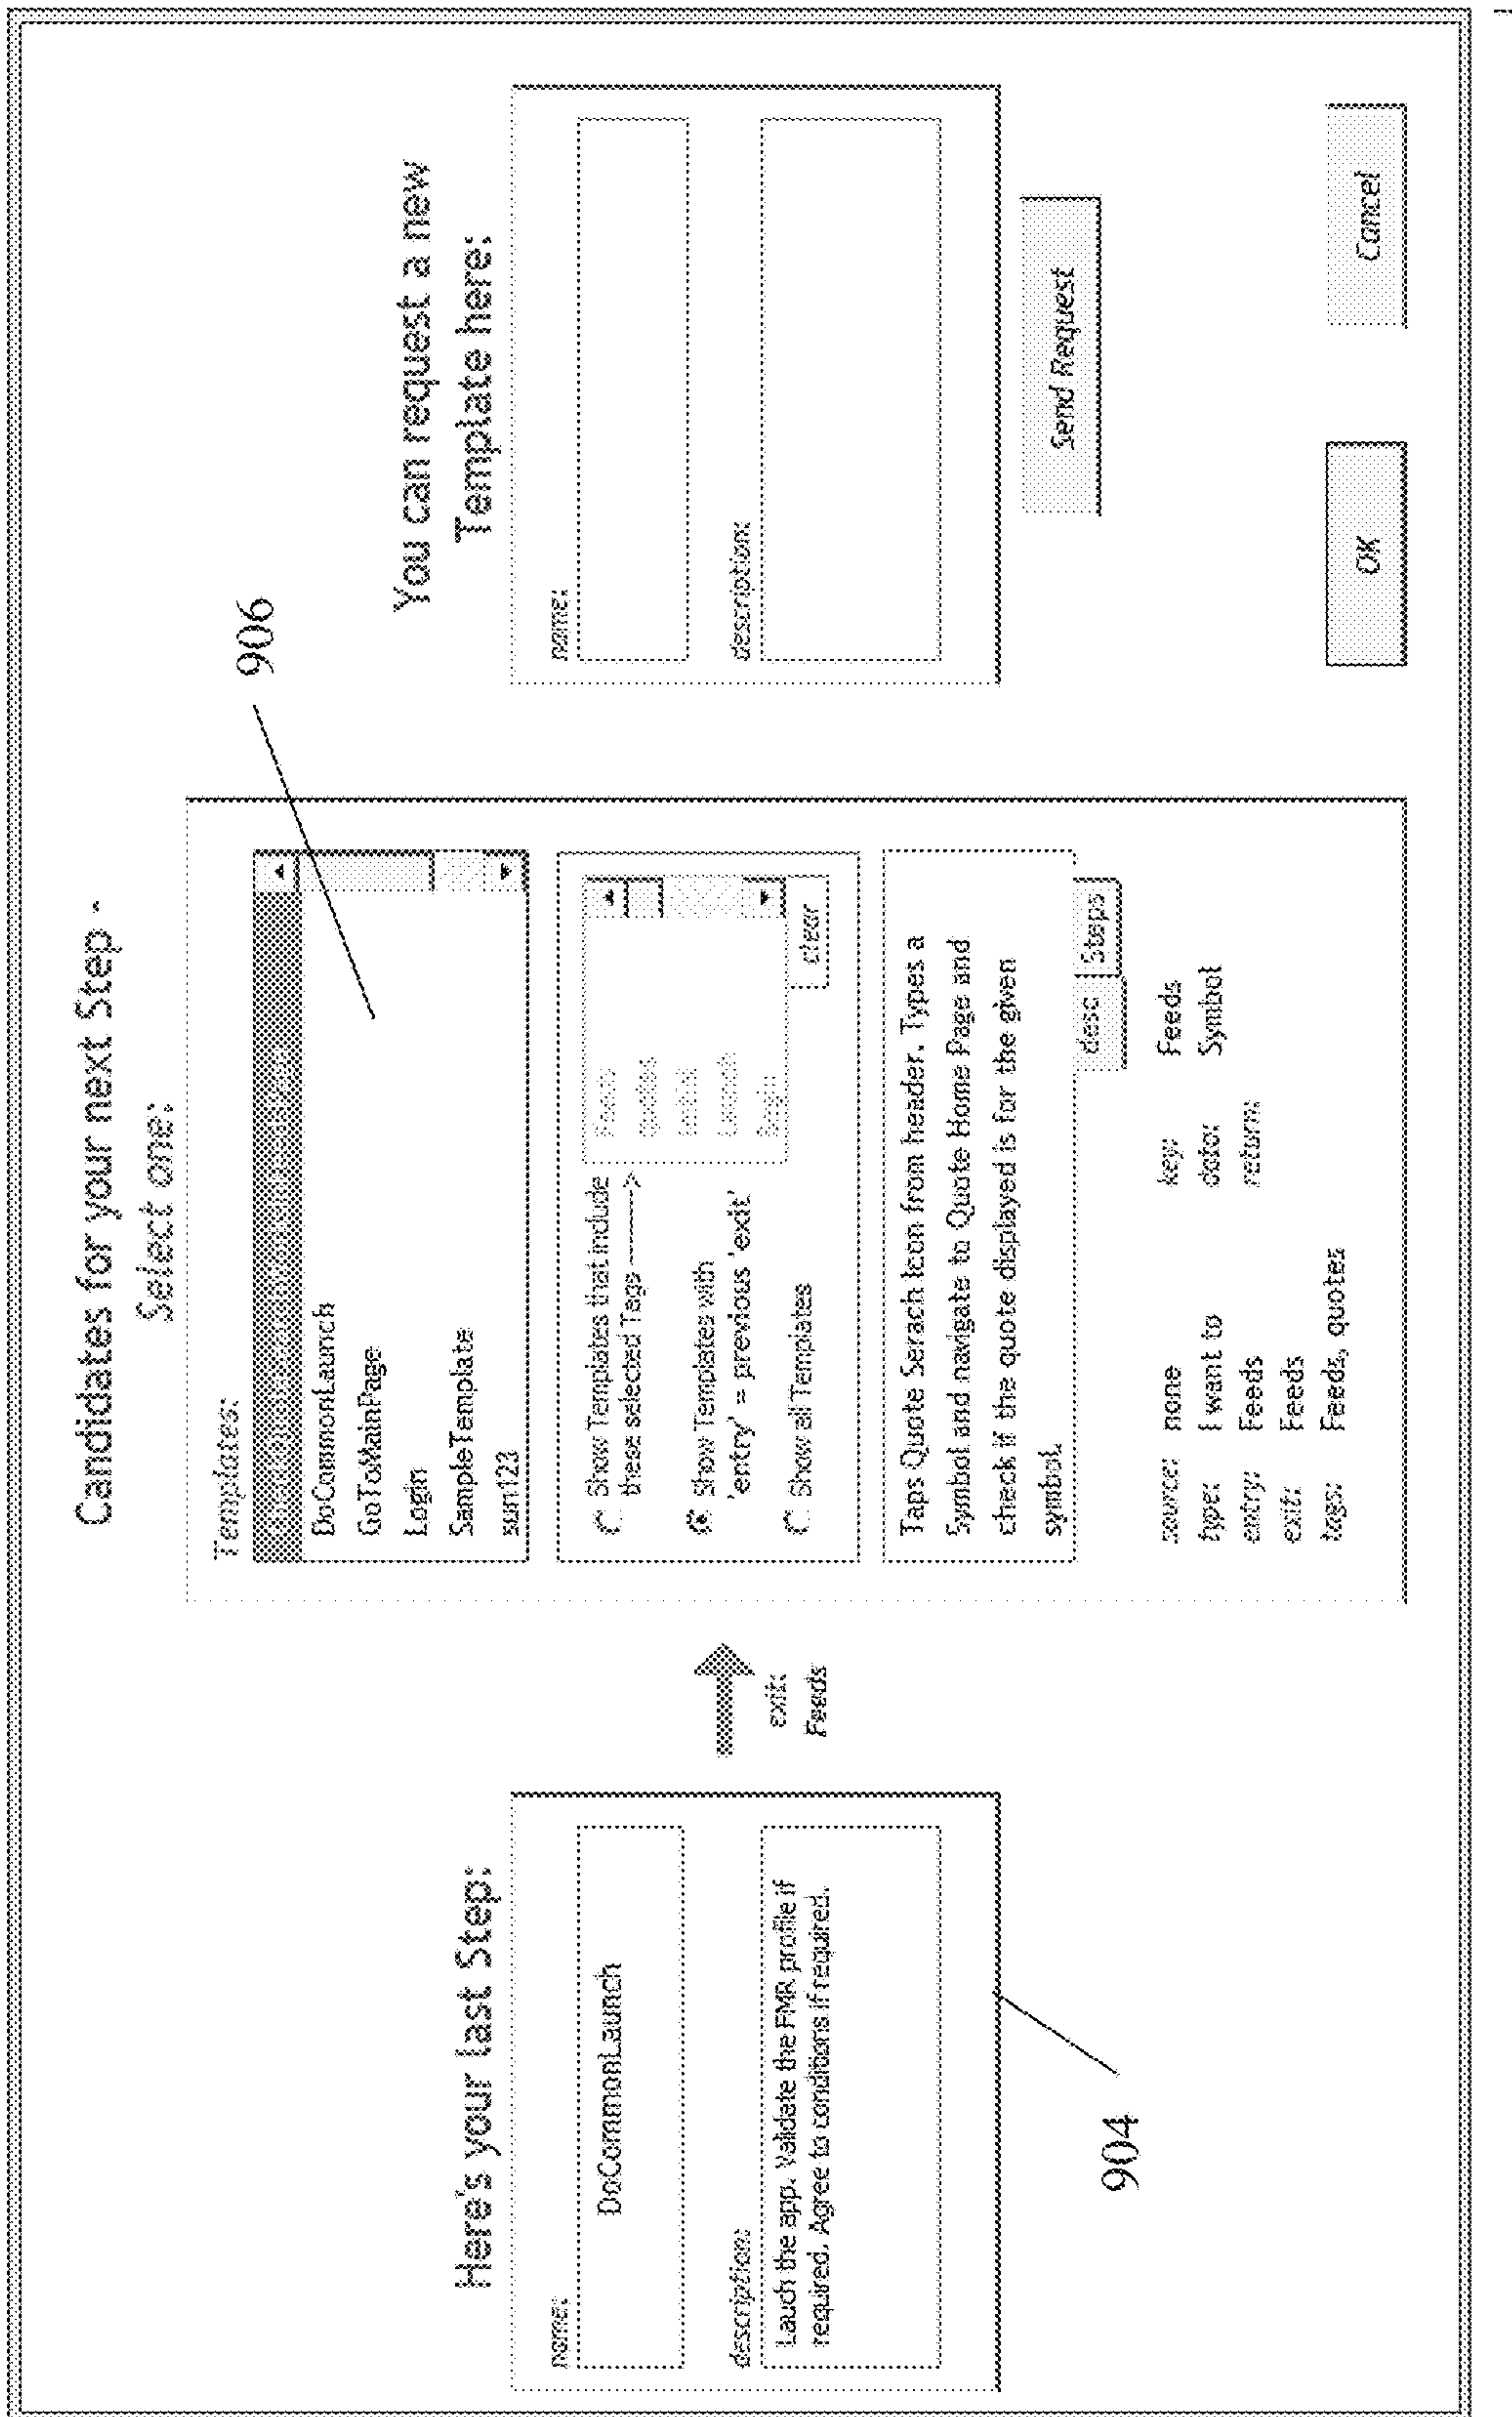 Here's your last Step:
name:
DoCommonLaunch
description:
Lauch the app. Validate the FMR profile if
required. Agree to conditions if required.
904
exit:
Feeds
Candidates for your next Step -
Select one:
Templates:
DoCommonLaunch
GoToMainPage
Login
SampleTemplate
sun123
906
Show Templates that include
these selected Tags ------->
Feeds
quotes
Launch
login
clear
Show Templates with
'entry' = previous 'exit'
Show all Templates
Taps Quote Serach Icon from header. Types a
Symbol and navigate to Quote Home Page and
check if the quote displayed is for the given
symbol.
desc Steps
source: none
type: I want to
entry: Feeds
exit: Feeds
tags: Feeds, quotes
key: Feeds
data: Symbol
return:
You can request a new
Template here:
name:
description:
Send Request
OK
Cancel